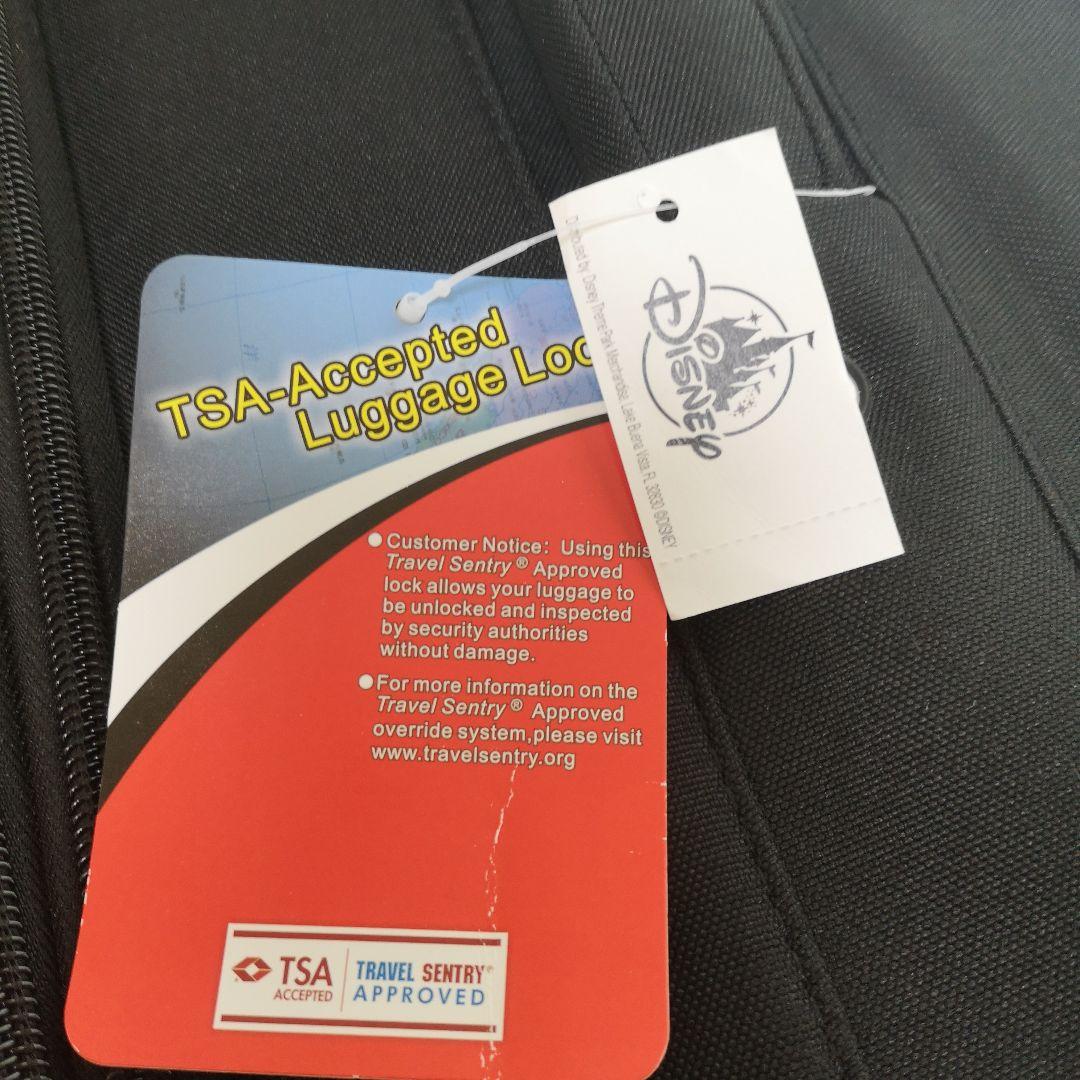 TSA-Accepted
Luggage Loc
Customer Notice: Using this
Travel Sentry® Approved
lock allows your luggage to
be unlocked and inspected
by security authorities
without damage.
For more information on the
Travel Sentry® Approved
override system,please visit
www.travelsentry.org
TSA
ACCEPTED
TRAVEL SENTRY®
APPROVED
DISNEY
Distributed by Disney Theme Park Merchandise, Lake Buena Vista, FL 32830 ©DISNEY